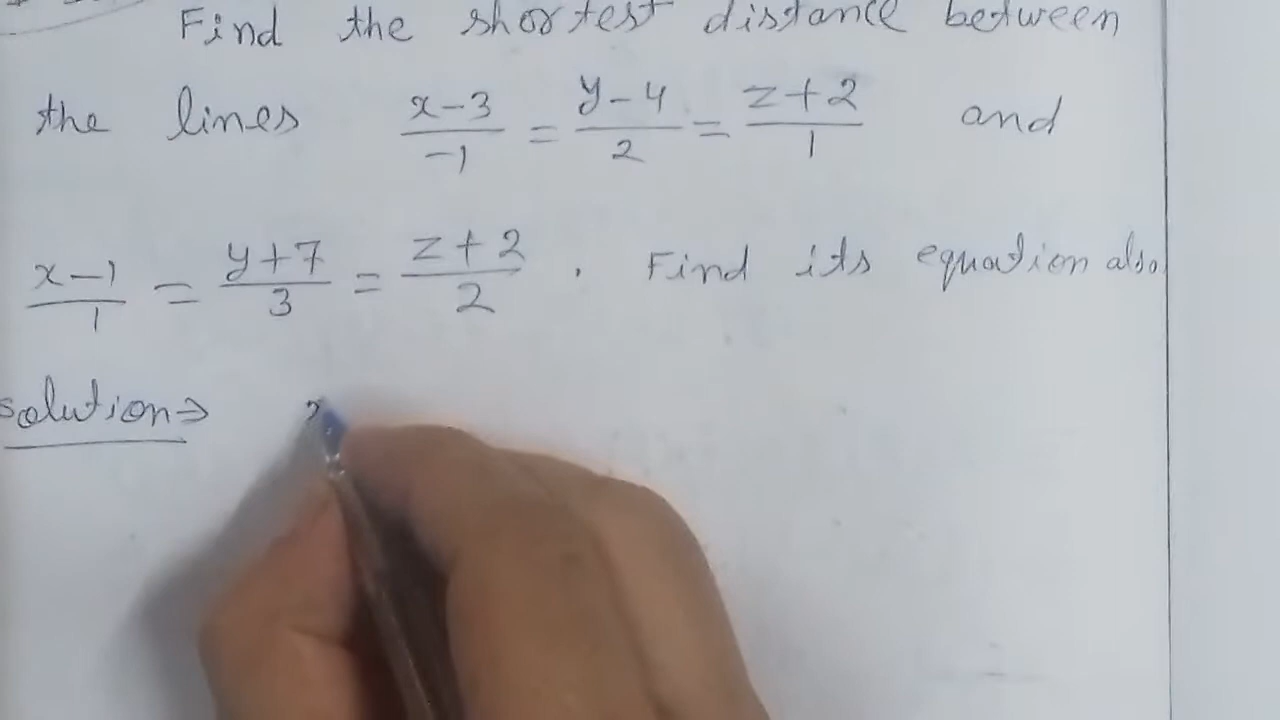 Find the shortest distance between
the lines (x-3)/-1 = (y-4)/2 = (z+2)/1 and
(x-1)/1 = (y+7)/3 = (z+2)/2 . Find its equation also
solution⇒